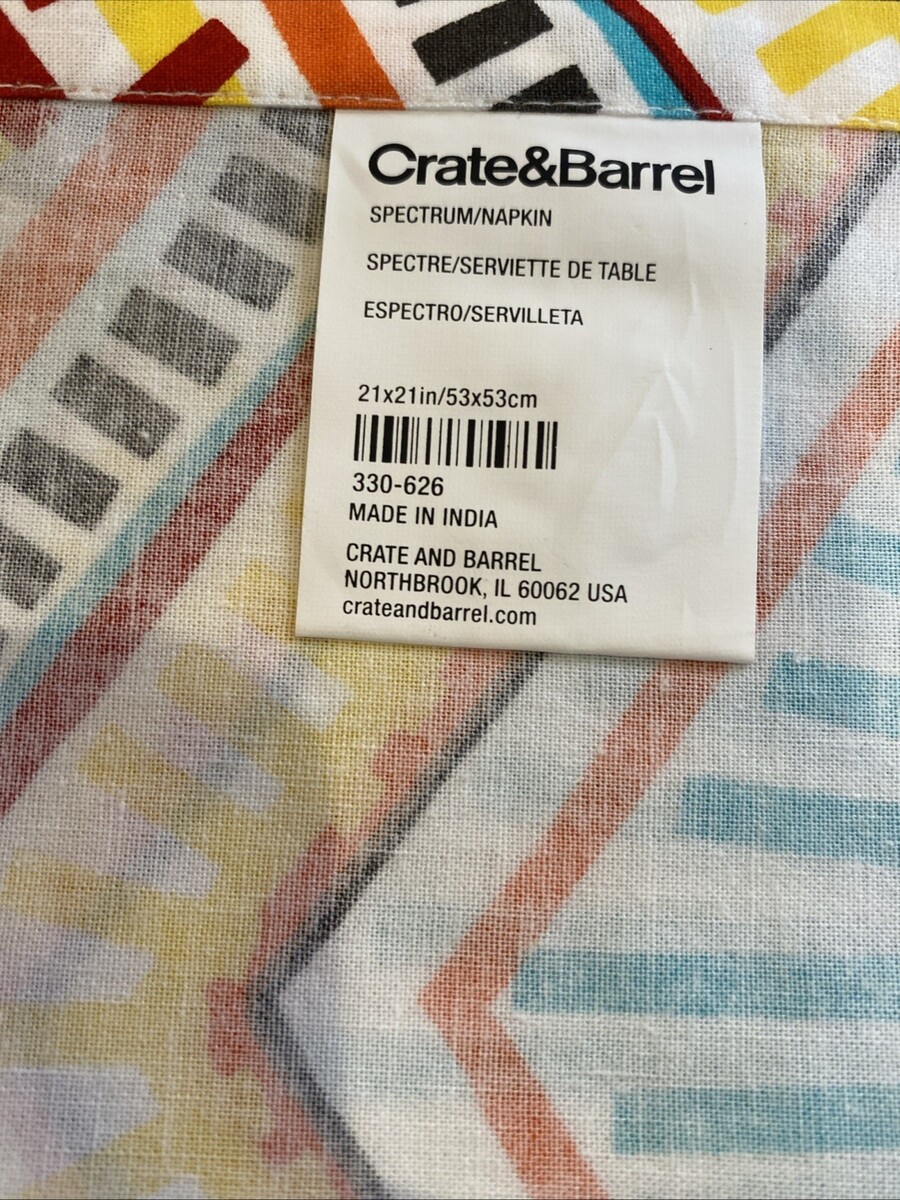 Crate&Barrel
SPECTRUM/NAPKIN
SPECTRE/SERVIETTE DE TABLE
ESPECTRO/SERVILLETA
21x21in/53x53cm
330-626
MADE IN INDIA
CRATE AND BARREL
NORTHBROOK, IL 60062 USA
crateandbarrel.com